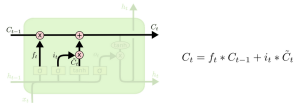 C_{t-1} C_t
f_t i_t C̃_t
C_t = f_t * C_{t-1} + i_t * C̃_t